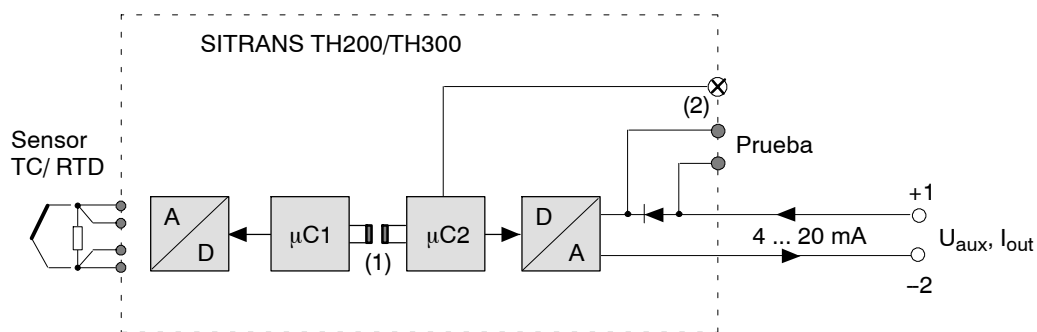 SITRANS TH200/TH300
(2)
Sensor
TC/ RTD
Prueba
A
D
μC1
(1)
μC2
D
A
+1
4 ... 20 mA
Uaux, Iout
−2